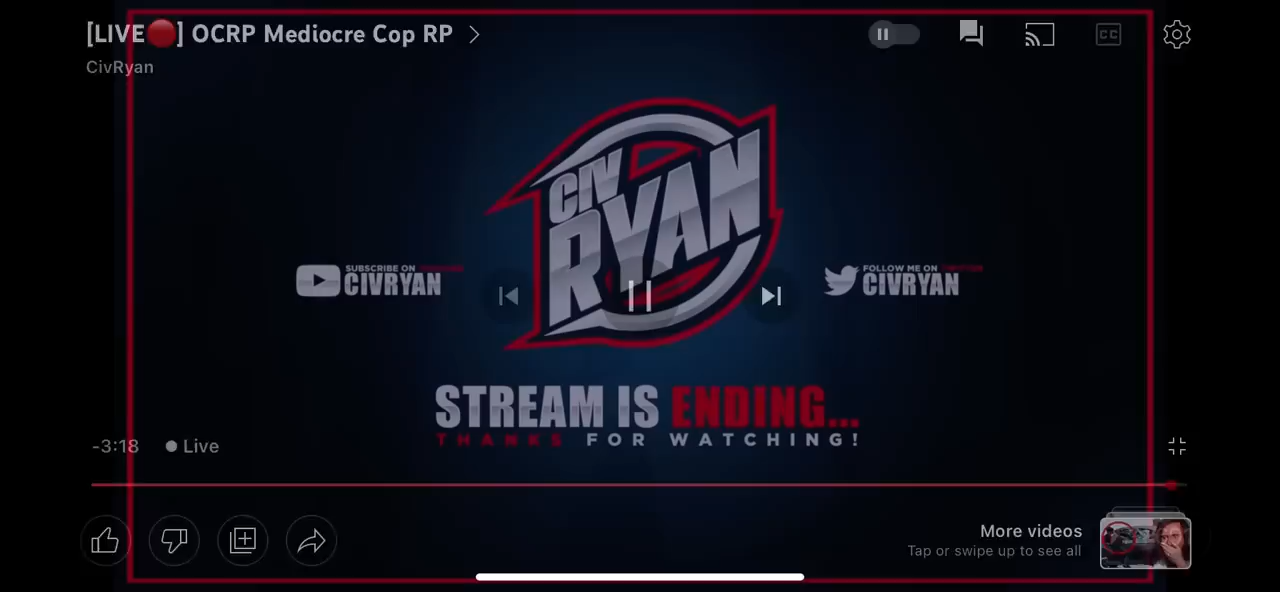 [LIVE🔴] OCRP Mediocre Cop RP
CC
CivRyan
CIV
RYAN
SUBSCRIBE ON
CIVRYAN
FOLLOW ME ON
CIVRYAN
STREAM IS ENDING...
THANKS FOR WATCHING!
-3:18
Live
More videos
Tap or swipe up to see all